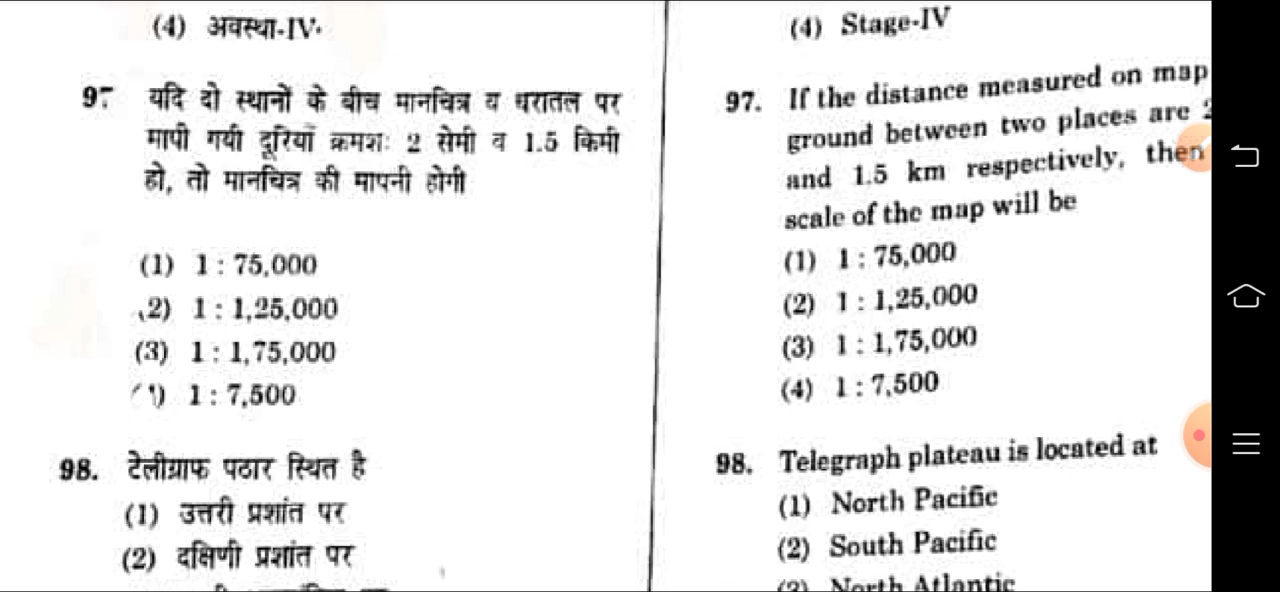 (4) अवस्था-IV.
97 यदि दो स्थानों के बीच मानचित्र व धरातल पर
मापी गयी दूरियाँ क्रमशः 2 सेमी व 1.5 किमी
हो, तो मानचित्र की मापनी होगी
(1) 1 : 75,000
(2) 1 : 1,25,000
(3) 1 : 1,75,000
1 : 7,500
98. टेलीग्राफ पठार स्थित है
(1) उत्तरी प्रशांत पर
(2) दक्षिणी प्रशांत पर
(4) Stage-IV
97. If the distance measured on map
ground between two places are 2
and 1.5 km respectively, then
scale of the map will be
(1) 1 : 75,000
(2) 1 : 1,25,000
(3) 1 : 1,75,000
(4) 1 : 7,500
98. Telegraph plateau is located at
(1) North Pacific
(2) South Pacific
(3) North Atlantic